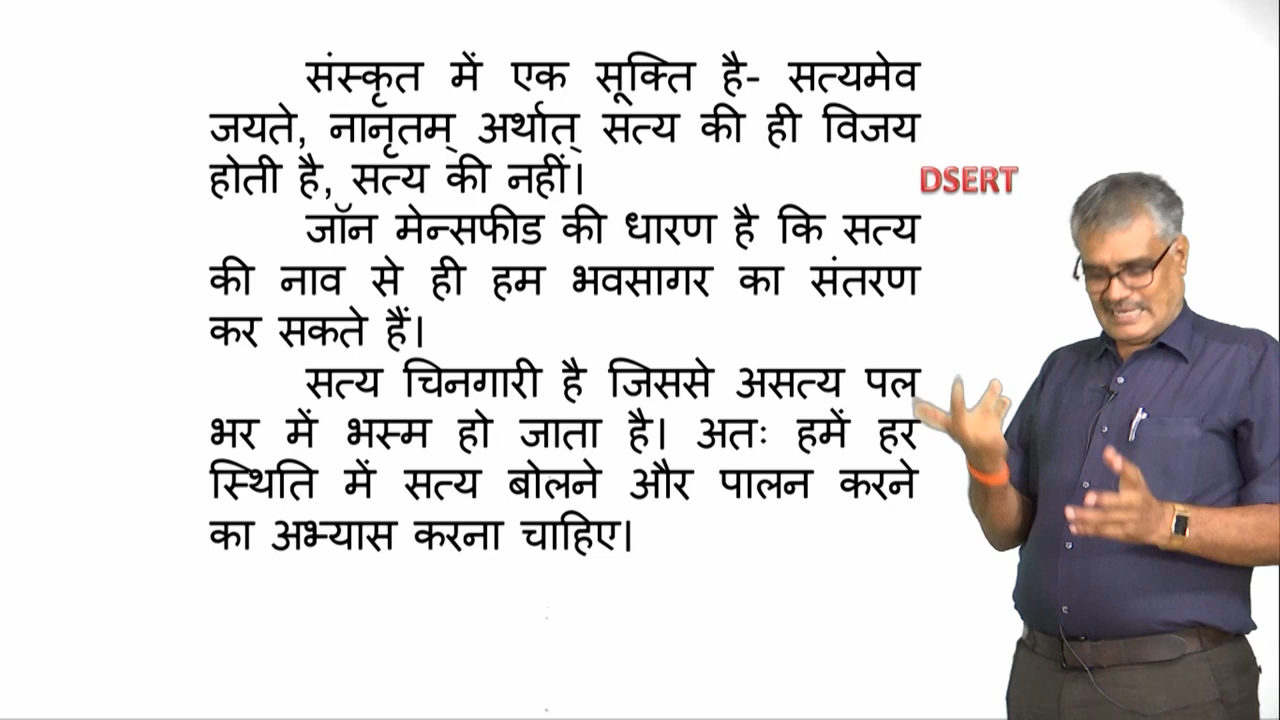 संस्कृत में एक सूक्ति है- सत्यमेव
जयते, नानृतम् अर्थात् सत्य की ही विजय
होती है, सत्य की नहीं।
DSERT
जॉन मेन्सफीड की धारण है कि सत्य
की नाव से ही हम भवसागर का संतरण
कर सकते हैं।
सत्य चिनगारी है जिससे असत्य पल
भर में भस्म हो जाता है। अतः हमें हर
स्थिति में सत्य बोलने और पालन करने
का अभ्यास करना चाहिए।